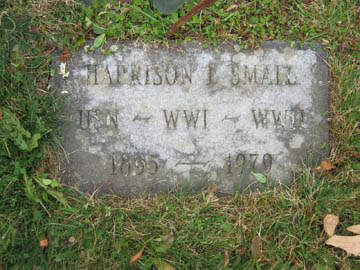 HARRISON E. SMALL
USN ~ WWI ~ WWII
1895 — 1979